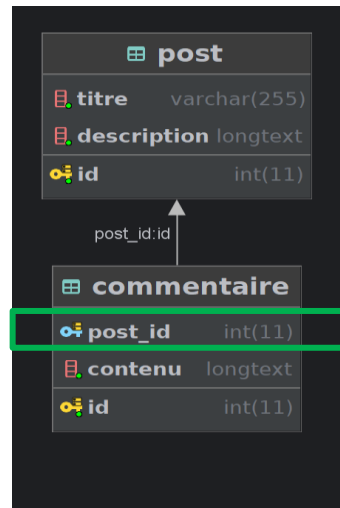 post
titre varchar(255)
description longtext
id int(11)
post_id:id
commentaire
post_id int(11)
contenu longtext
id int(11)